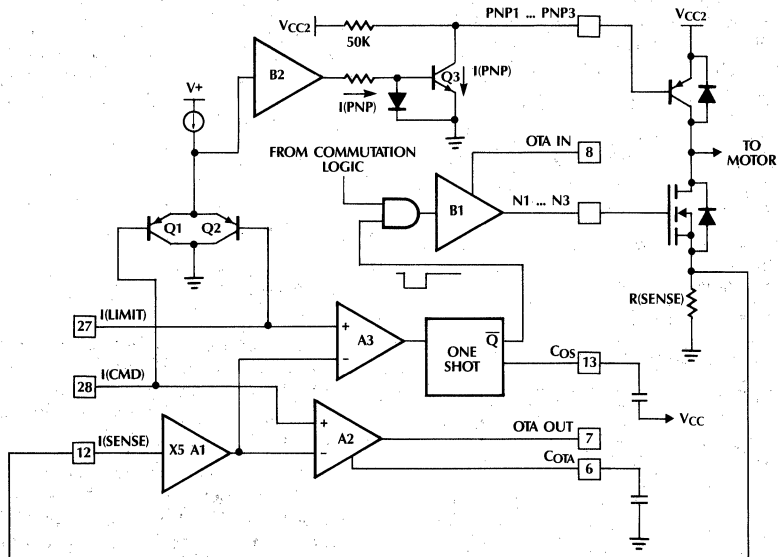 PNP1 ... PNP3
VCC2
VCC2
50K
B2
Q3
I(PNP)
I(PNP)
V+
TO
MOTOR
FROM COMMUTATION
LOGIC
OTA IN
8
B1
N1 ... N3
Q1
Q2
R(SENSE)
27
I(LIMIT)
+
A3
−
ONE
SHOT
Q̅
COS
13
28
I(CMD)
VCC
12
I(SENSE)
X5 A1
+
A2
−
OTA OUT
7
COTA
6